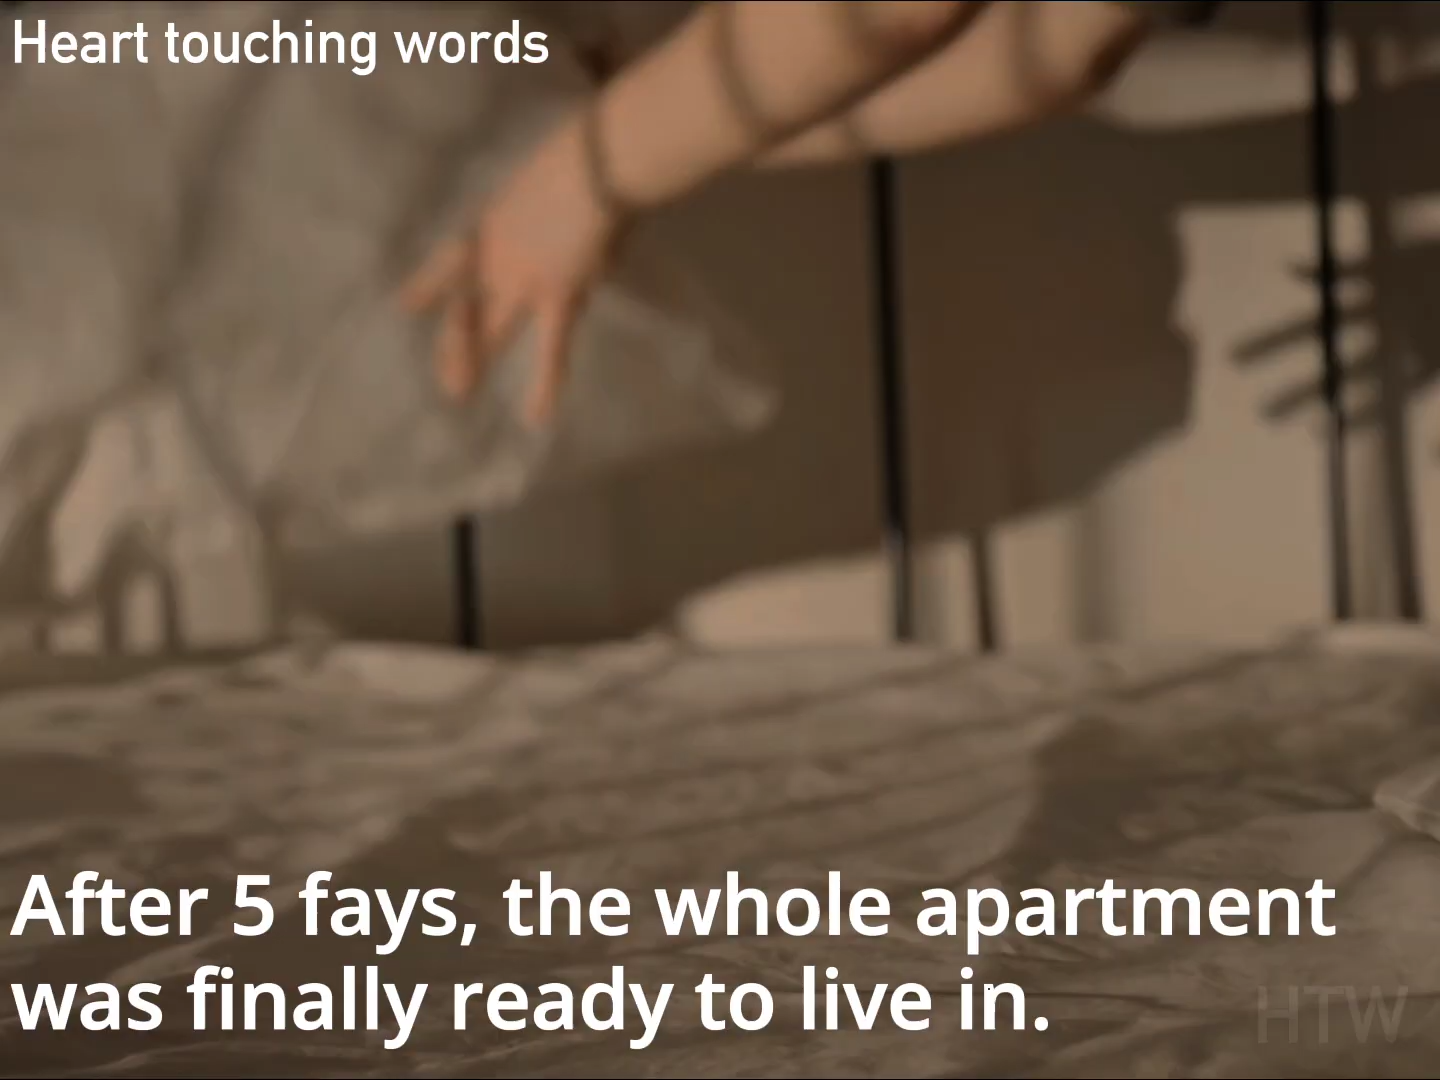 Heart touching words
After 5 fays, the whole apartment
was finally ready to live in.
HTW